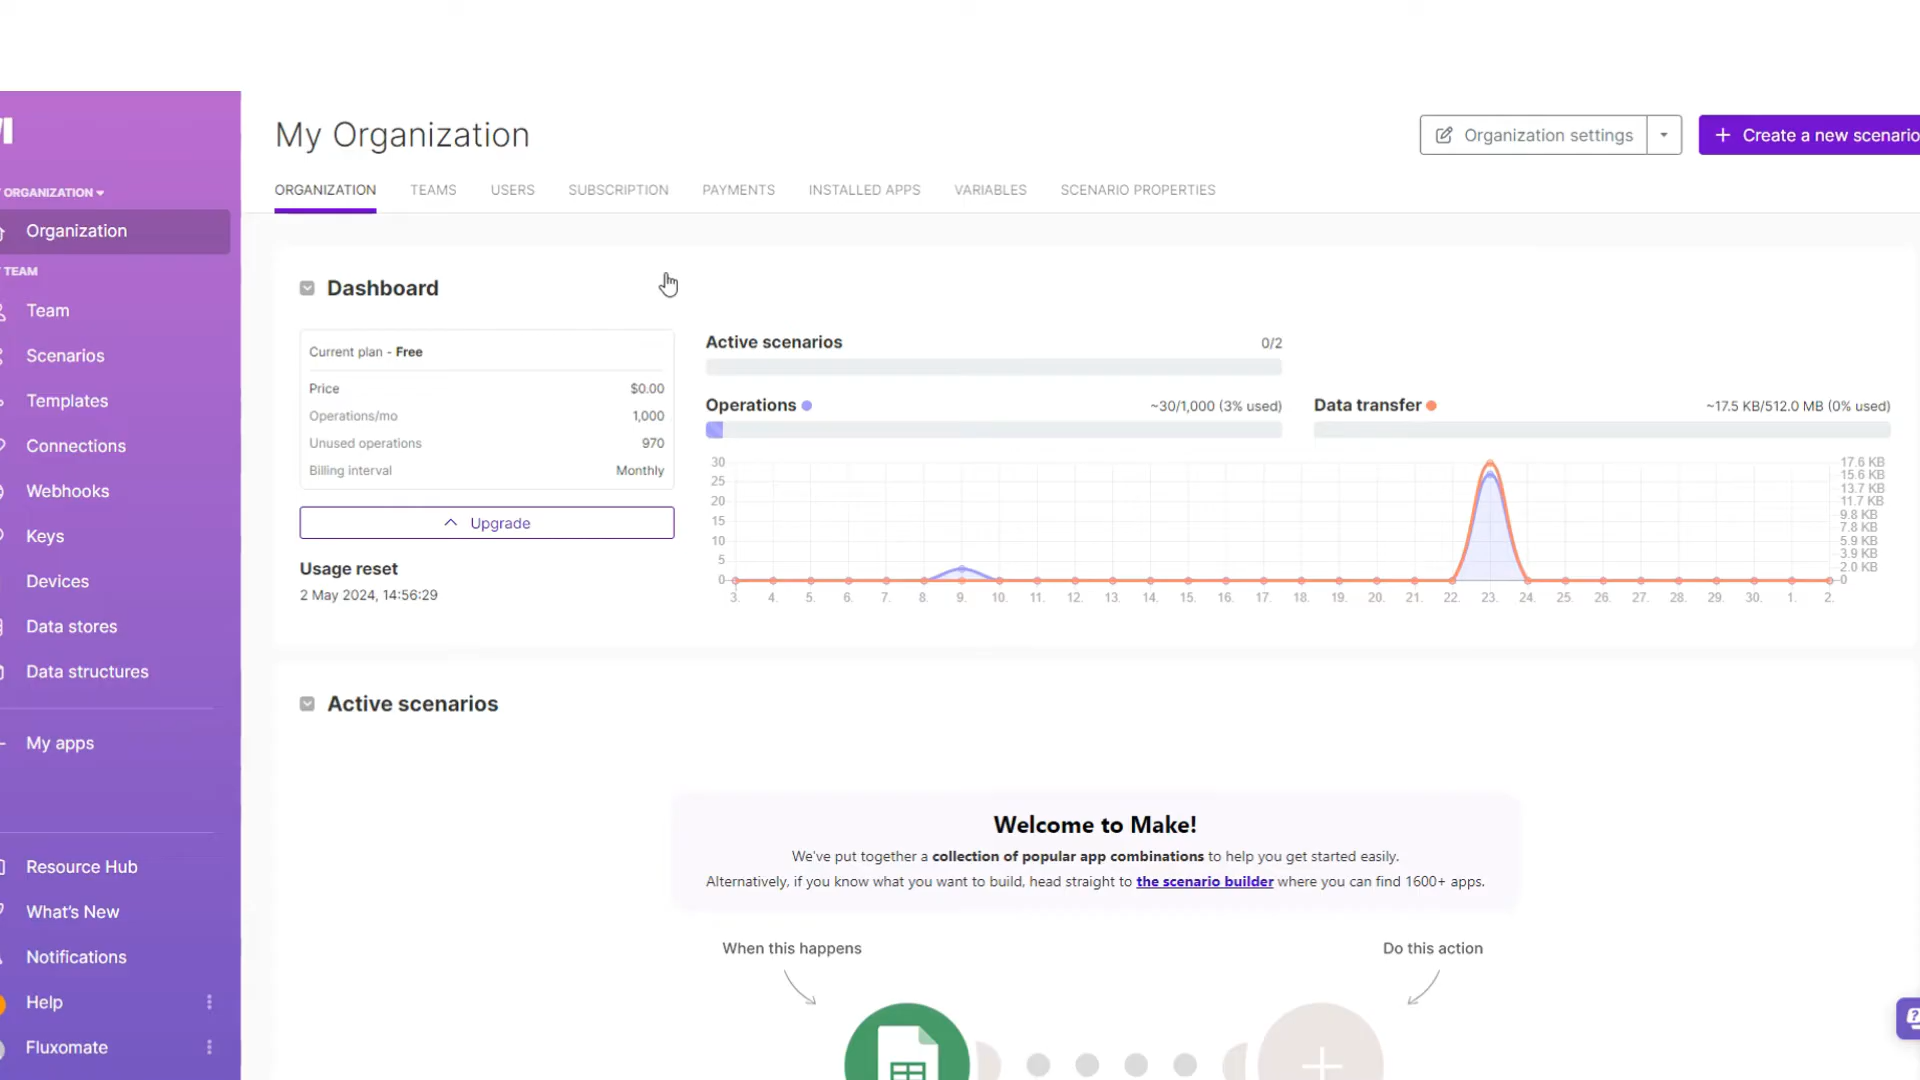 My Organization
Organization settings
Create a new scenario
ORGANIZATION
TEAMS
USERS
SUBSCRIPTION
PAYMENTS
INSTALLED APPS
VARIABLES
SCENARIO PROPERTIES
ORGANIZATION
Organization
TEAM
Team
Scenarios
Templates
Connections
Webhooks
Keys
Devices
Data stores
Data structures
My apps
Resource Hub
What's New
Notifications
Help
Fluxomate
Dashboard
Current plan - Free
Price $0.00
Operations/mo 1,000
Unused operations 970
Billing interval Monthly
Upgrade
Usage reset
2 May 2024, 14:56:29
Active scenarios 0/2
Operations ~30/1,000 (3% used)
Data transfer ~17.5 KB/512.0 MB (0% used)
30
25
20
15
10
5
0
17.6 KB
15.6 KB
13.7 KB
11.7 KB
9.8 KB
7.8 KB
5.9 KB
3.9 KB
2.0 KB
0
3. 4. 5. 6. 7. 8. 9. 10. 11. 12. 13. 14. 15. 16. 17. 18. 19. 20. 21. 22. 23. 24. 25. 26. 27. 28. 29. 30. 1. 2.
Active scenarios
Welcome to Make!
We've put together a collection of popular app combinations to help you get started easily.
Alternatively, if you know what you want to build, head straight to the scenario builder where you can find 1600+ apps.
When this happens
Do this action